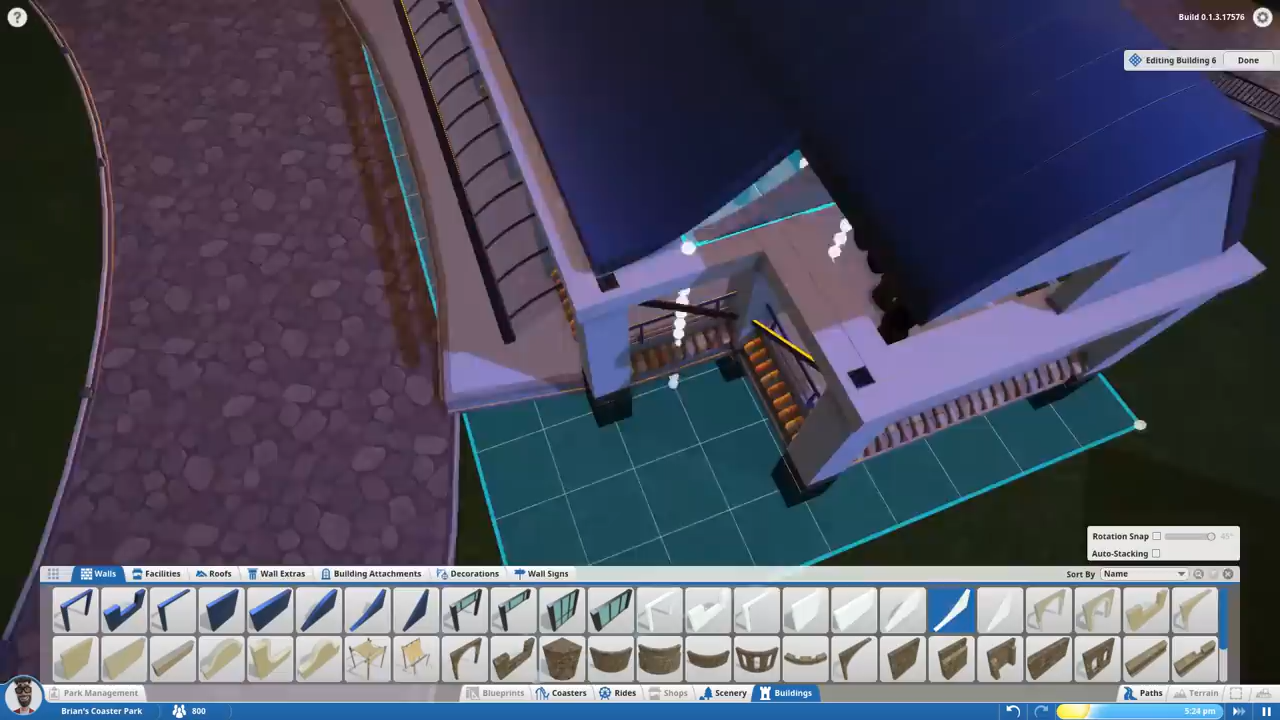 ?
Build 0.1.3.17576
Editing Building 6
Done
Rotation Snap
45°
Auto-Stacking
Walls
Facilities
Roofs
Wall Extras
Building Attachments
Decorations
Wall Signs
Sort By
Name
Park Management
Blueprints
Coasters
Rides
Shops
Scenery
Buildings
Paths
Terrain
Brian's Coaster Park
800
5:24 pm